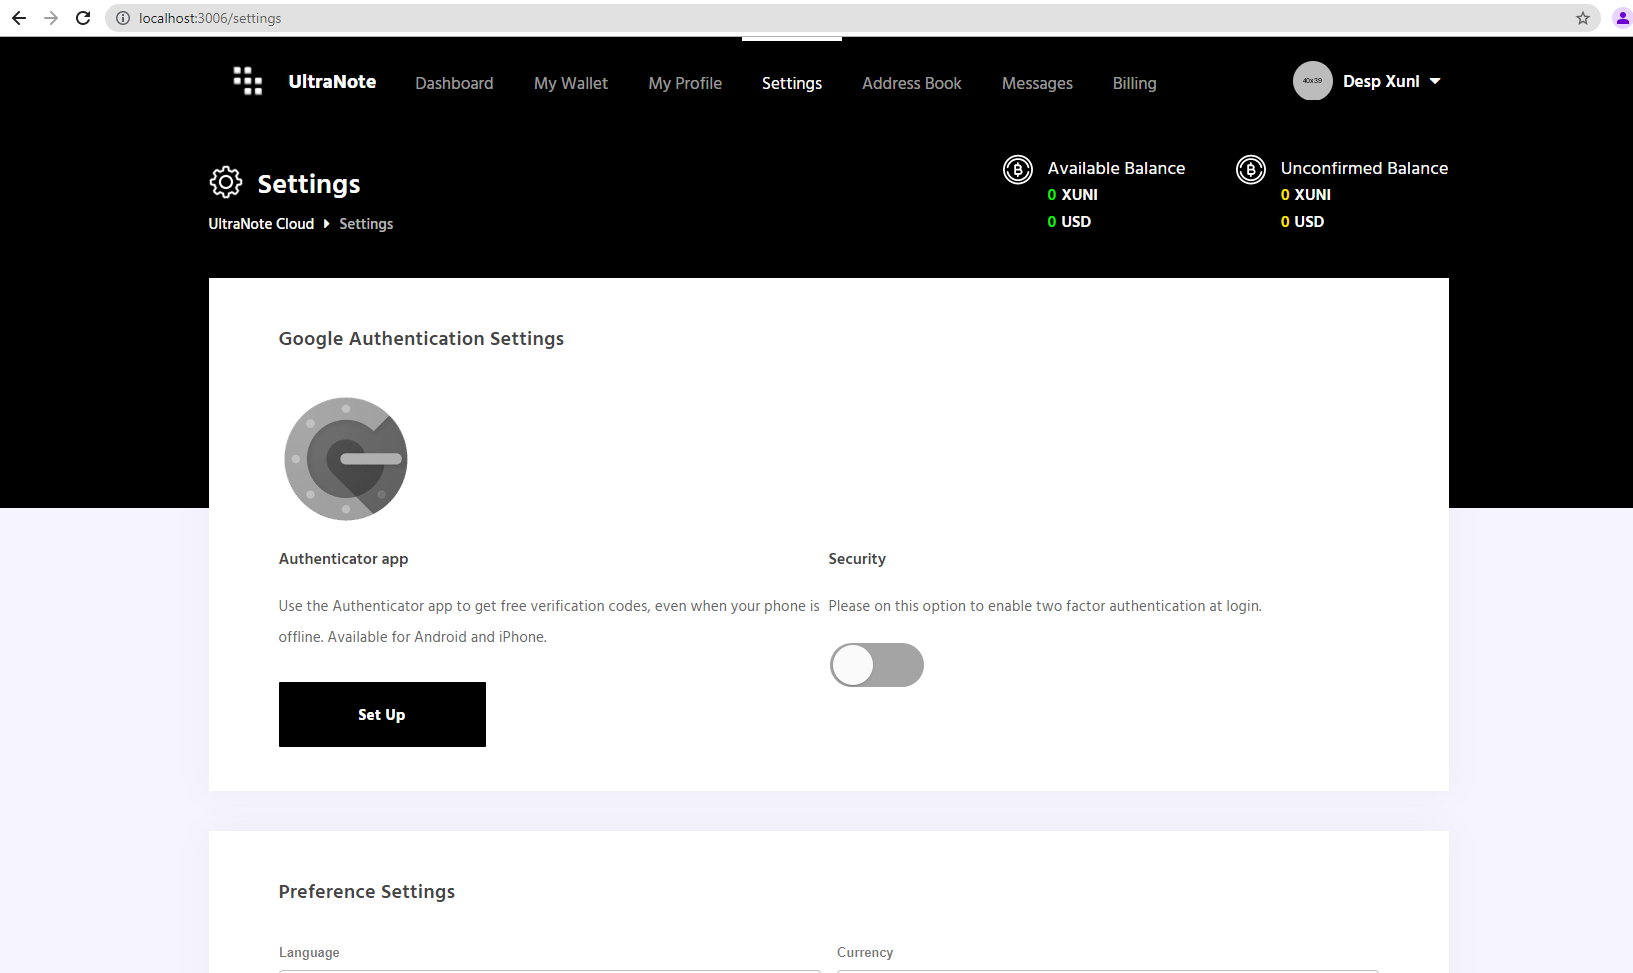 localhost:3006/settings
UltraNote Dashboard My Wallet My Profile Settings Address Book Messages Billing 40x39 Desp Xuni
Settings
UltraNote Cloud Settings
Available Balance
0 XUNI
0 USD
Unconfirmed Balance
0 XUNI
0 USD
Google Authentication Settings
Authenticator app
Use the Authenticator app to get free verification codes, even when your phone is
offline. Available for Android and iPhone.
Set Up
Security
Please on this option to enable two factor authentication at login.
Preference Settings
Language
Currency